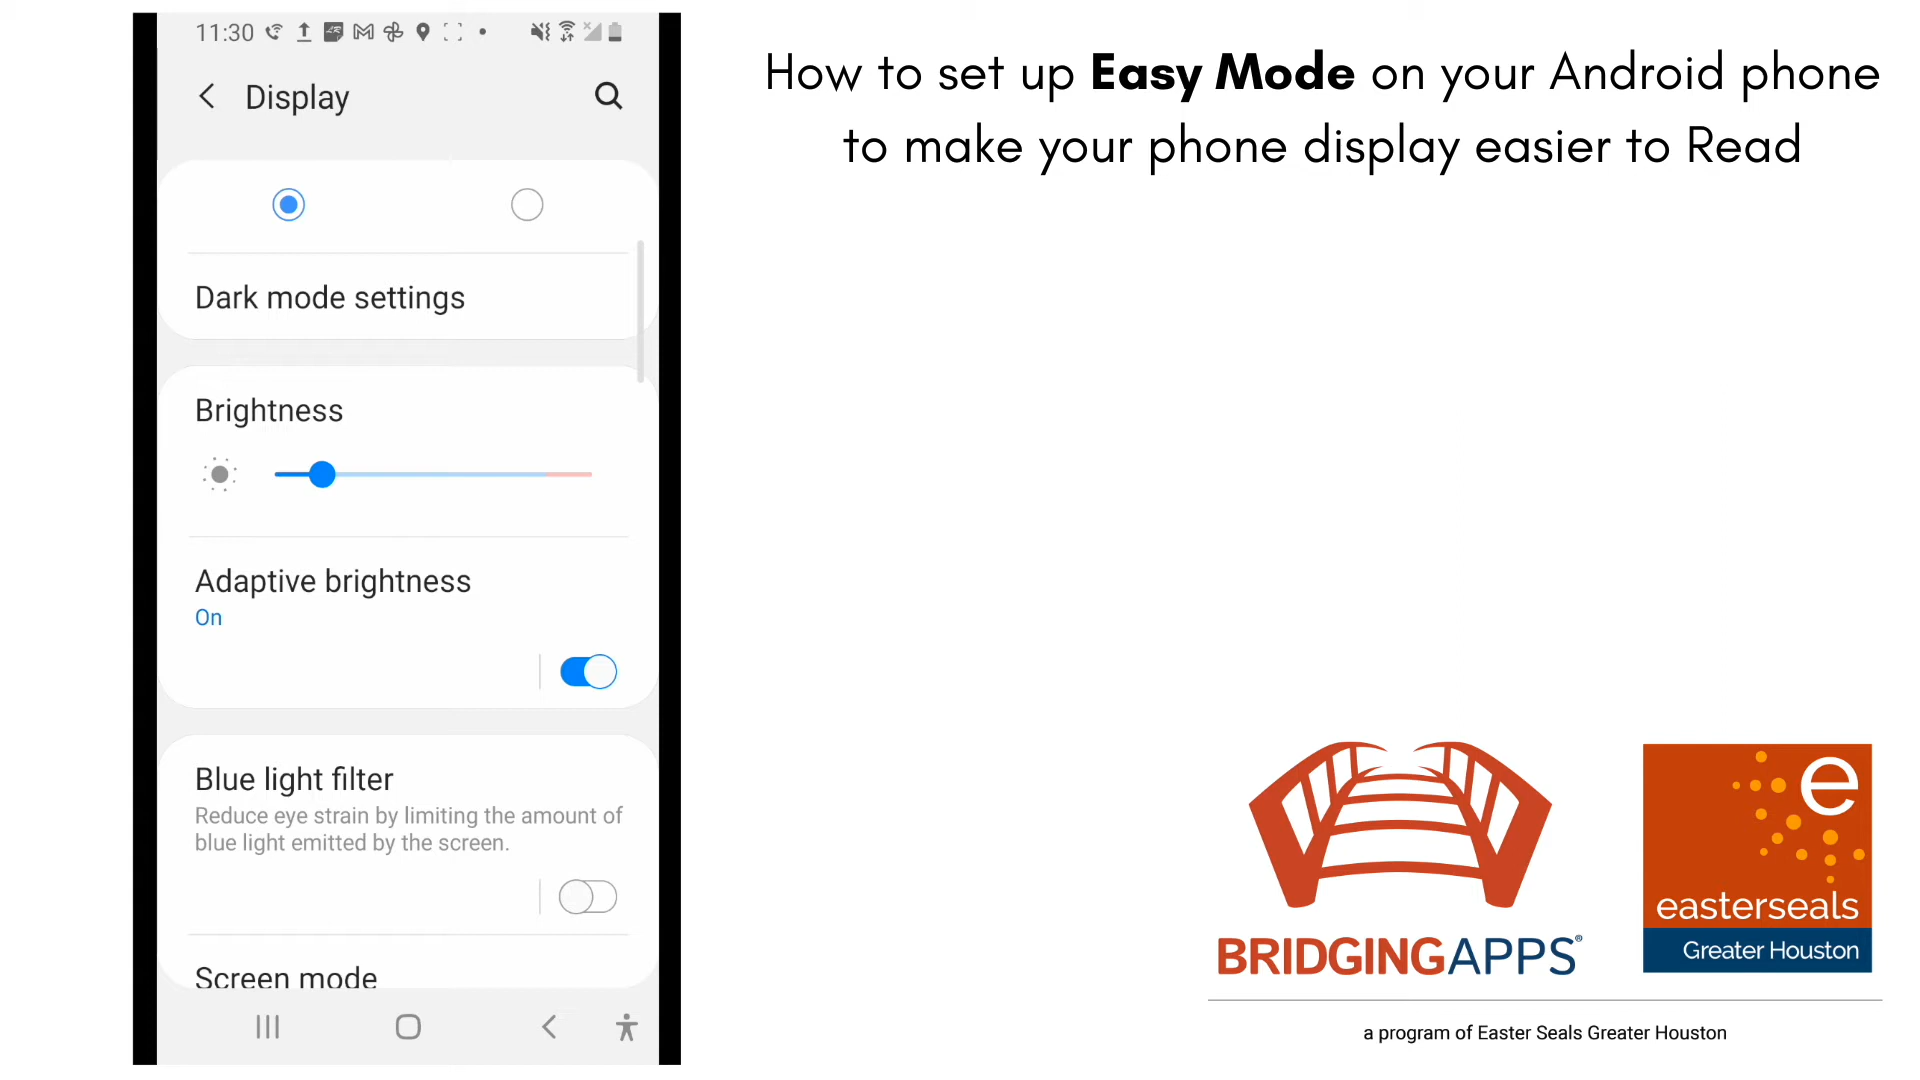 11:30
Display
Dark mode settings
Brightness
Adaptive brightness
On
Blue light filter
Reduce eye strain by limiting the amount of
blue light emitted by the screen.
Screen mode
How to set up Easy Mode on your Android phone
to make your phone display easier to Read
BRIDGINGAPPS®
e
easterseals
Greater Houston
a program of Easter Seals Greater Houston